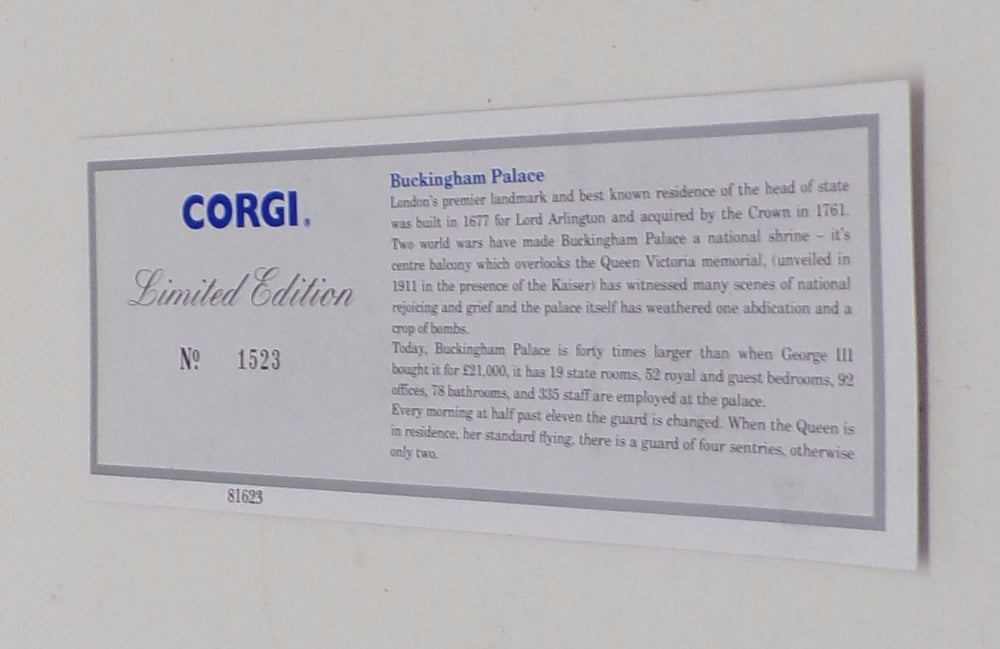 CORGI®
Limited Edition
Nº 1523
Buckingham Palace
London's premier landmark and best known residence of the head of state
was built in 1677 for Lord Arlington and acquired by the Crown in 1761.
Two world wars have made Buckingham Palace a national shrine – it's
centre balcony which overlooks the Queen Victoria memorial, (unveiled in
1911 in the presence of the Kaiser) has witnessed many scenes of national
rejoicing and grief and the palace itself has weathered one abdication and a
crop of bombs.
Today, Buckingham Palace is forty times larger than when George III
bought it for £21,000, it has 19 state rooms, 52 royal and guest bedrooms, 92
offices, 78 bathrooms, and 335 staff are employed at the palace.
Every morning at half past eleven the guard is changed. When the Queen is
in residence, her standard flying, there is a guard of four sentries, otherwise
only two.
81623